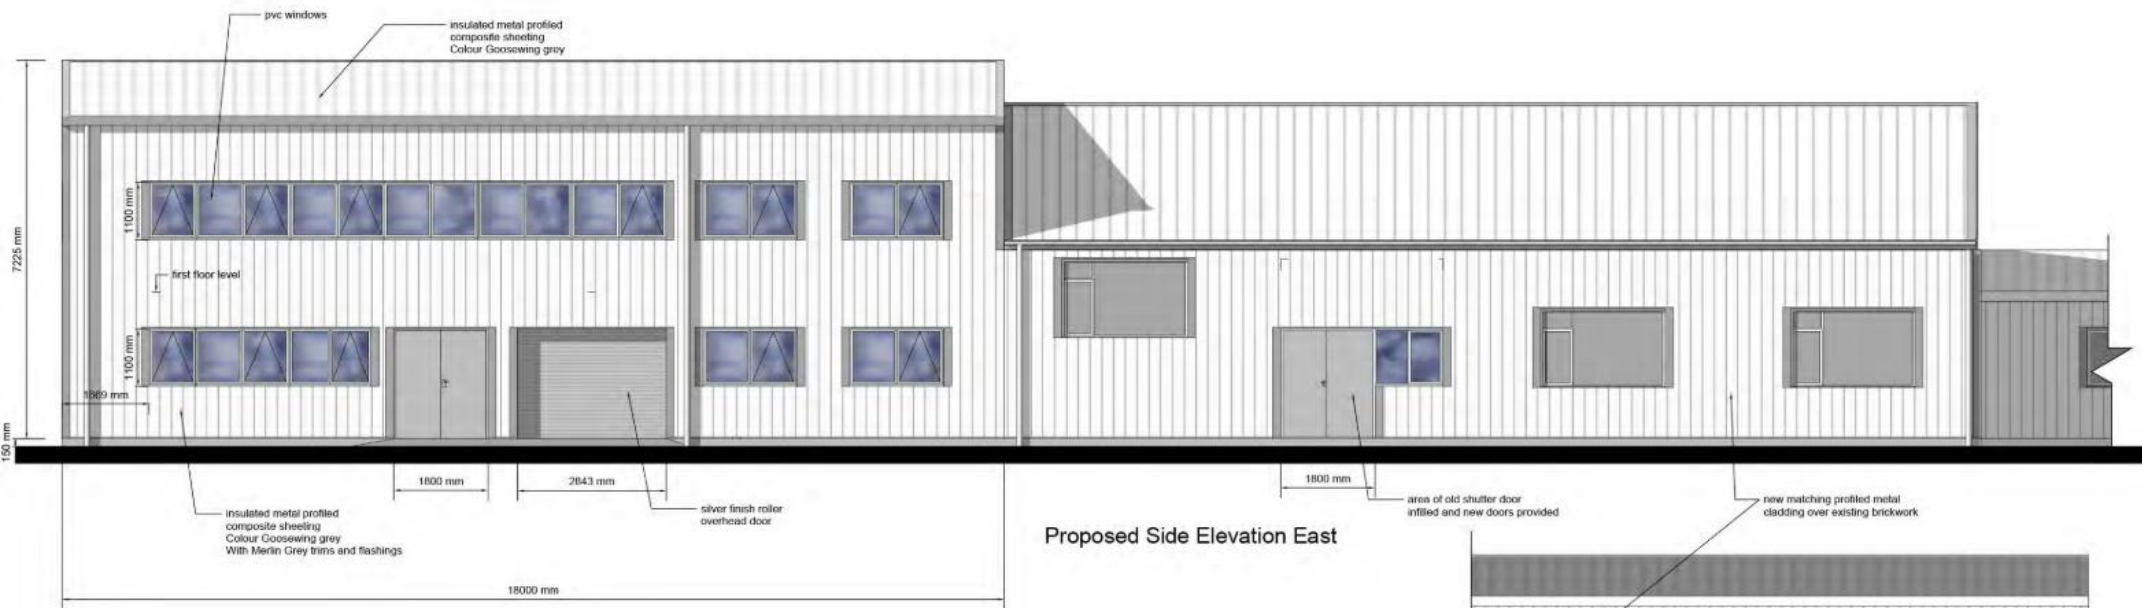 pvc windows
insulated metal profiled
composite sheeting
Colour Goosewing grey
7225 mm
1100 mm
first floor level
1100 mm
1669 mm
150 mm
1800 mm
2843 mm
1800 mm
insulated metal profiled
composite sheeting
Colour Goosewing grey
With Merlin Grey trims and flashings
silver finish roller
overhead door
area of old shutter door
infilled and new doors provided
new matching profiled metal
cladding over existing brickwork
Proposed Side Elevation East
18000 mm